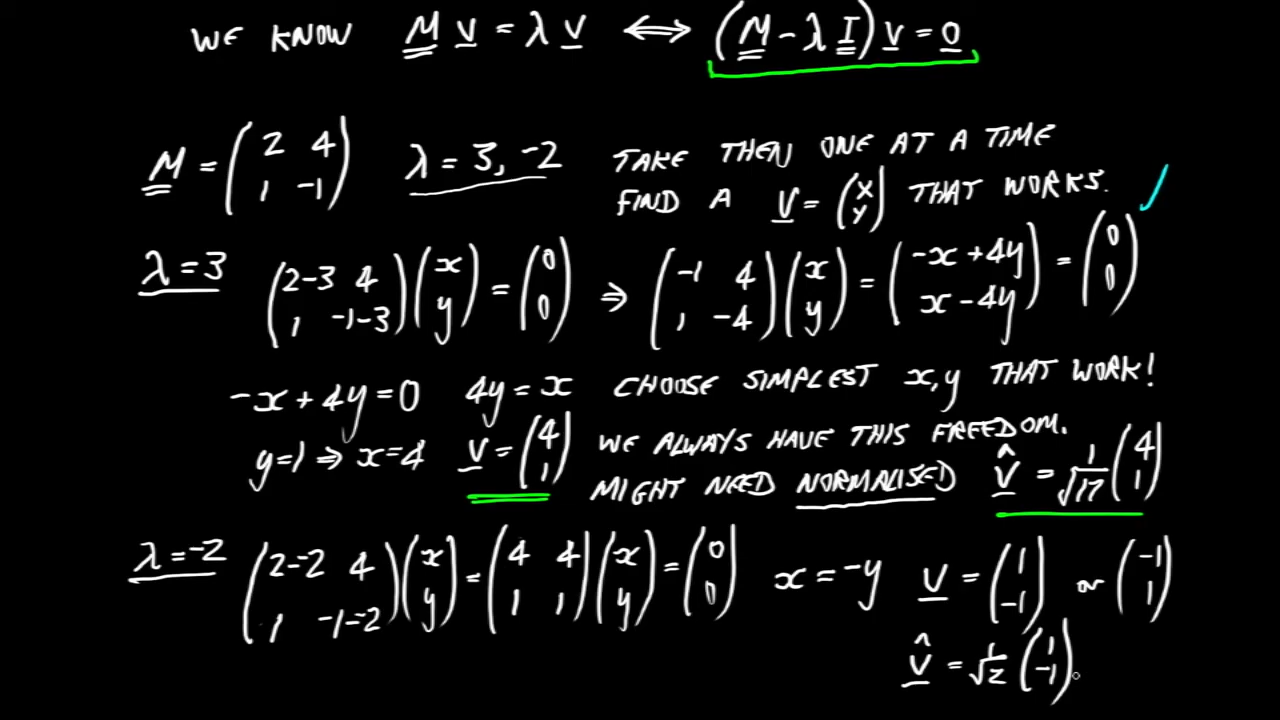 WE KNOW M v = λ v ⟺ (M - λ I) v = 0
M = (2 4; 1 -1) λ = 3, -2 TAKE THEN ONE AT A TIME
FIND A v = (x; y) THAT WORKS. ✓
λ = 3 (2-3 4; 1 -1-3)(x; y) = (0; 0) ⇒ (-1 4; 1 -4)(x; y) = (-x+4y; x-4y) = (0; 0)
-x + 4y = 0 4y = x CHOOSE SIMPLEST x, y THAT WORK!
y=1 ⇒ x=4 v = (4; 1) WE ALWAYS HAVE THIS FREEDOM.
MIGHT NEED NORMALISED v̂ = 1/√17 (4; 1)
λ = -2 (2--2 4; 1 -1--2)(x; y) = (4 4; 1 1)(x; y) = (0; 0) x = -y v = (1; -1) or (-1; 1)
v̂ = 1/√2 (1; -1)